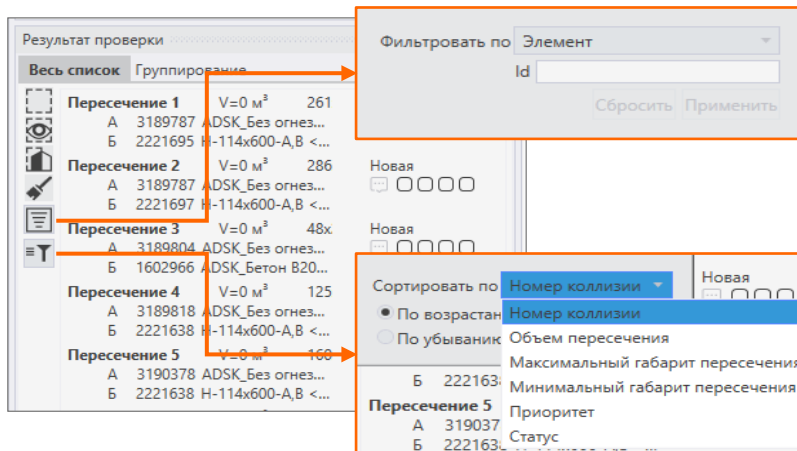 Результат проверки
Весь список Группирование
Пересечение 1 V=0 м³ 261
А 3189787 ADSK_Без огнез...
Б 2221695 Н-114х600-А,В <...
Пересечение 2 V=0 м³ 286 Новая
А 3189787 ADSK_Без огнез...
Б 2221697 Н-114х600-А,В <...
Пересечение 3 V=0 м³ 48x Новая
А 3189804 ADSK_Без огнез...
Б 1602966 ADSK_Бетон В20...
Пересечение 4 V=0 м³ 125
А 3189818 ADSK_Без огнез...
Б 2221638 Н-114х600-А,В <...
Пересечение 5 V=0 м³ 160
А 3190378 ADSK_Без огнез...
Б 2221638 Н-114х600-А,В <...
Фильтровать по Элемент
Id
Сбросить Применить
Сортировать по Номер коллизии Новая
По возрастан
По убыванию
Номер коллизии
Объем пересечения
Максимальный габарит пересечения
Минимальный габарит пересечения
Приоритет
Статус
Б 222163
Пересечение 5
А 319037
Б 222163